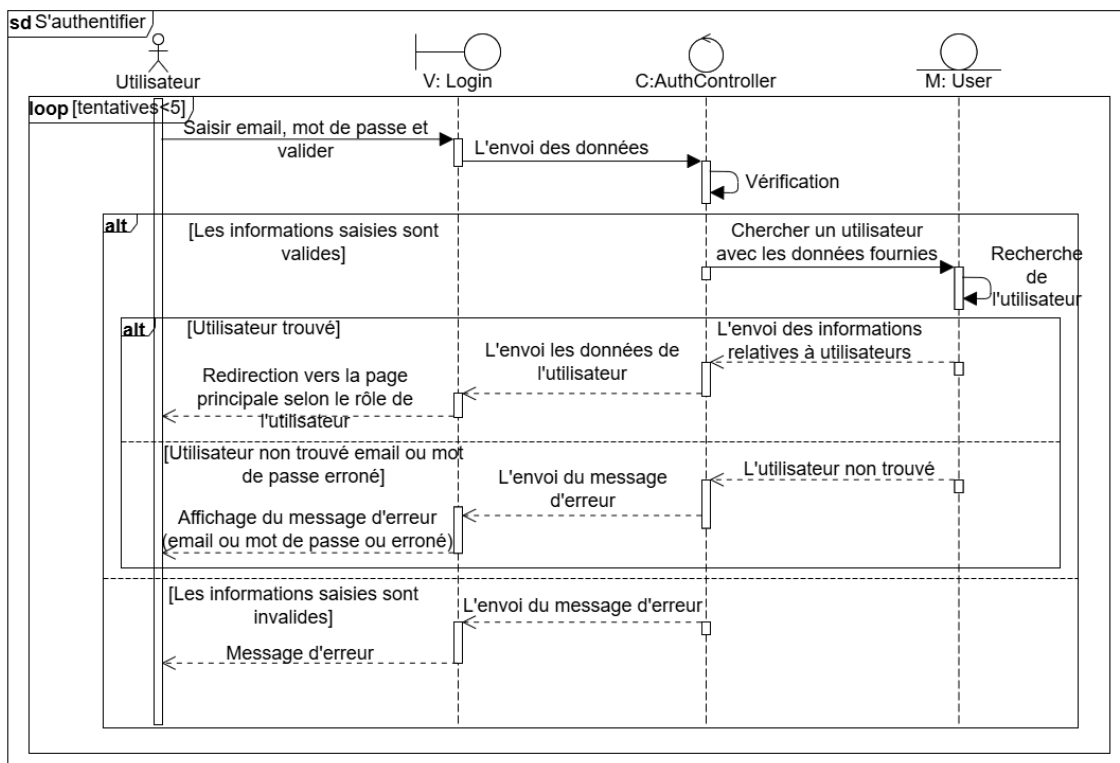 sd S'authentifier
Utilisateur
V: Login
C:AuthController
M: User
loop [tentatives<5]
Saisir email, mot de passe et
valider
L'envoi des données
Vérification
alt
[Les informations saisies sont
valides]
Chercher un utilisateur
avec les données fournies
Recherche
de
l'utilisateur
alt
[Utilisateur trouvé]
L'envoi des informations
relatives à utilisateurs
L'envoi les données de
l'utilisateur
Redirection vers la page
principale selon le rôle de
l'utilisateur
[Utilisateur non trouvé email ou mot
de passe erroné]
L'utilisateur non trouvé
L'envoi du message
d'erreur
Affichage du message d'erreur
(email ou mot de passe ou erroné)
[Les informations saisies sont
invalides]
L'envoi du message d'erreur
Message d'erreur